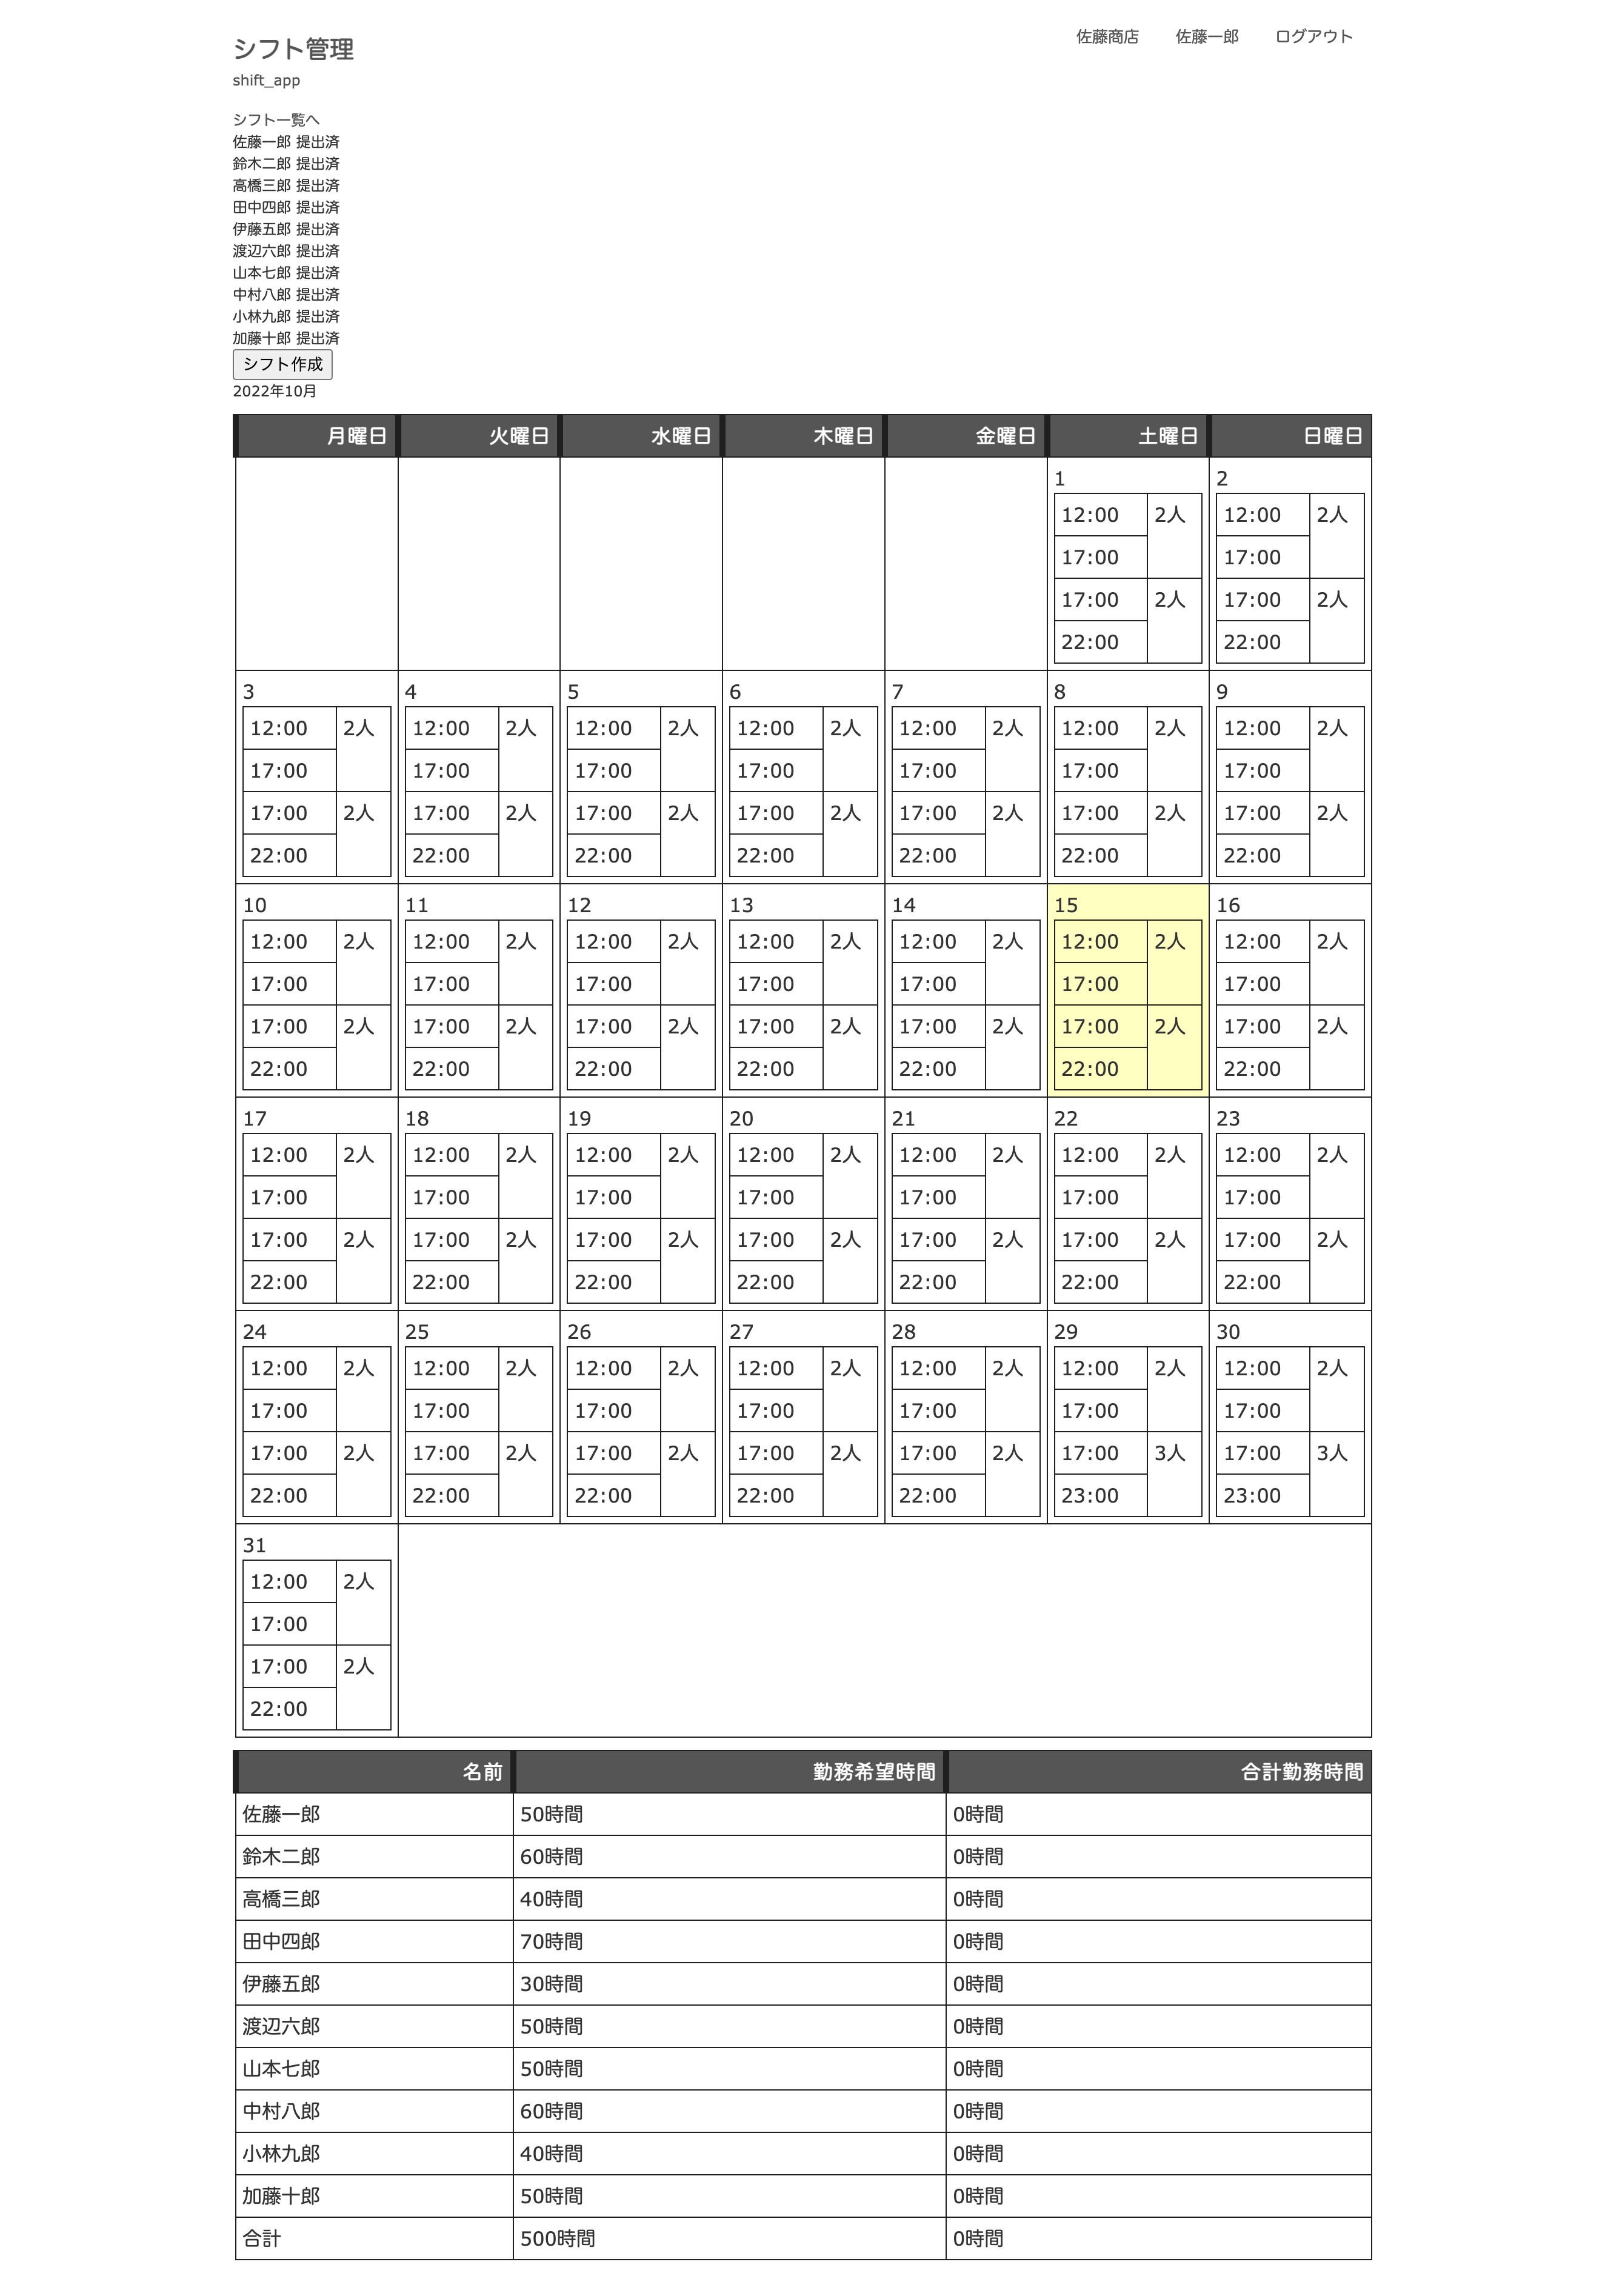 シフト管理
shift_app
佐藤商店 佐藤一郎 ログアウト
シフト一覧へ
佐藤一郎 提出済
鈴木二郎 提出済
高橋三郎 提出済
田中四郎 提出済
伊藤五郎 提出済
渡辺六郎 提出済
山本七郎 提出済
中村八郎 提出済
小林九郎 提出済
加藤十郎 提出済
シフト作成
2022年10月
月曜日 火曜日 水曜日 木曜日 金曜日 土曜日 日曜日
1 2
12:00 2人 12:00 2人
17:00 17:00
17:00 2人 17:00 2人
22:00 22:00
3 4 5 6 7 8 9
12:00 2人 12:00 2人 12:00 2人 12:00 2人 12:00 2人 12:00 2人 12:00 2人
17:00 17:00 17:00 17:00 17:00 17:00 17:00
17:00 2人 17:00 2人 17:00 2人 17:00 2人 17:00 2人 17:00 2人 17:00 2人
22:00 22:00 22:00 22:00 22:00 22:00 22:00
10 11 12 13 14 15 16
12:00 2人 12:00 2人 12:00 2人 12:00 2人 12:00 2人 12:00 2人 12:00 2人
17:00 17:00 17:00 17:00 17:00 17:00 17:00
17:00 2人 17:00 2人 17:00 2人 17:00 2人 17:00 2人 17:00 2人 17:00 2人
22:00 22:00 22:00 22:00 22:00 22:00 22:00
17 18 19 20 21 22 23
12:00 2人 12:00 2人 12:00 2人 12:00 2人 12:00 2人 12:00 2人 12:00 2人
17:00 17:00 17:00 17:00 17:00 17:00 17:00
17:00 2人 17:00 2人 17:00 2人 17:00 2人 17:00 2人 17:00 2人 17:00 2人
22:00 22:00 22:00 22:00 22:00 22:00 22:00
24 25 26 27 28 29 30
12:00 2人 12:00 2人 12:00 2人 12:00 2人 12:00 2人 12:00 2人 12:00 2人
17:00 17:00 17:00 17:00 17:00 17:00 17:00
17:00 2人 17:00 2人 17:00 2人 17:00 2人 17:00 2人 17:00 3人 17:00 3人
22:00 22:00 22:00 22:00 22:00 23:00 23:00
31
12:00 2人
17:00
17:00 2人
22:00
名前 勤務希望時間 合計勤務時間
佐藤一郎 50時間 0時間
鈴木二郎 60時間 0時間
高橋三郎 40時間 0時間
田中四郎 70時間 0時間
伊藤五郎 30時間 0時間
渡辺六郎 50時間 0時間
山本七郎 50時間 0時間
中村八郎 60時間 0時間
小林九郎 40時間 0時間
加藤十郎 50時間 0時間
合計 500時間 0時間